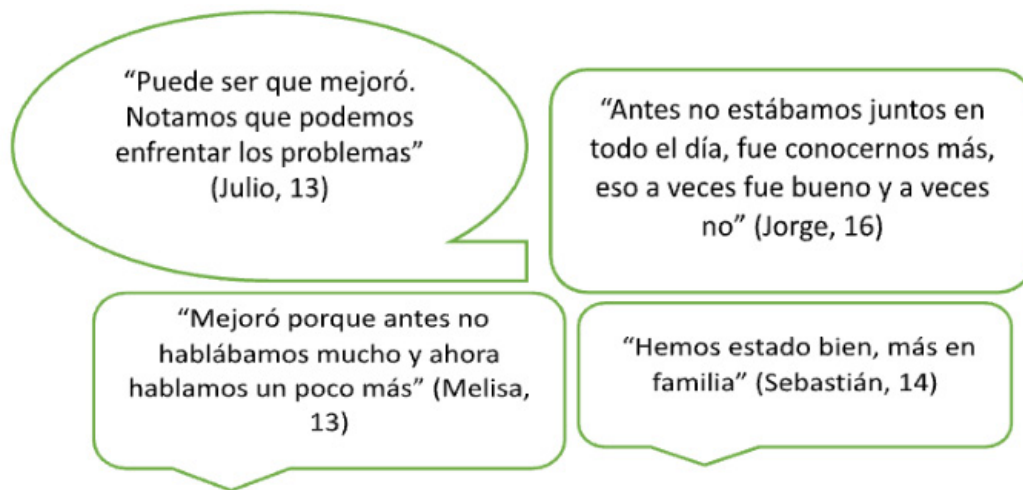 “Puede ser que mejoró.
Notamos que podemos
enfrentar los problemas”
(Julio, 13)
“Antes no estábamos juntos en
todo el día, fue conocernos más,
eso a veces fue bueno y a veces
no” (Jorge, 16)
“Mejoró porque antes no
hablábamos mucho y ahora
hablamos un poco más” (Melisa,
13)
“Hemos estado bien, más en
familia” (Sebastián, 14)